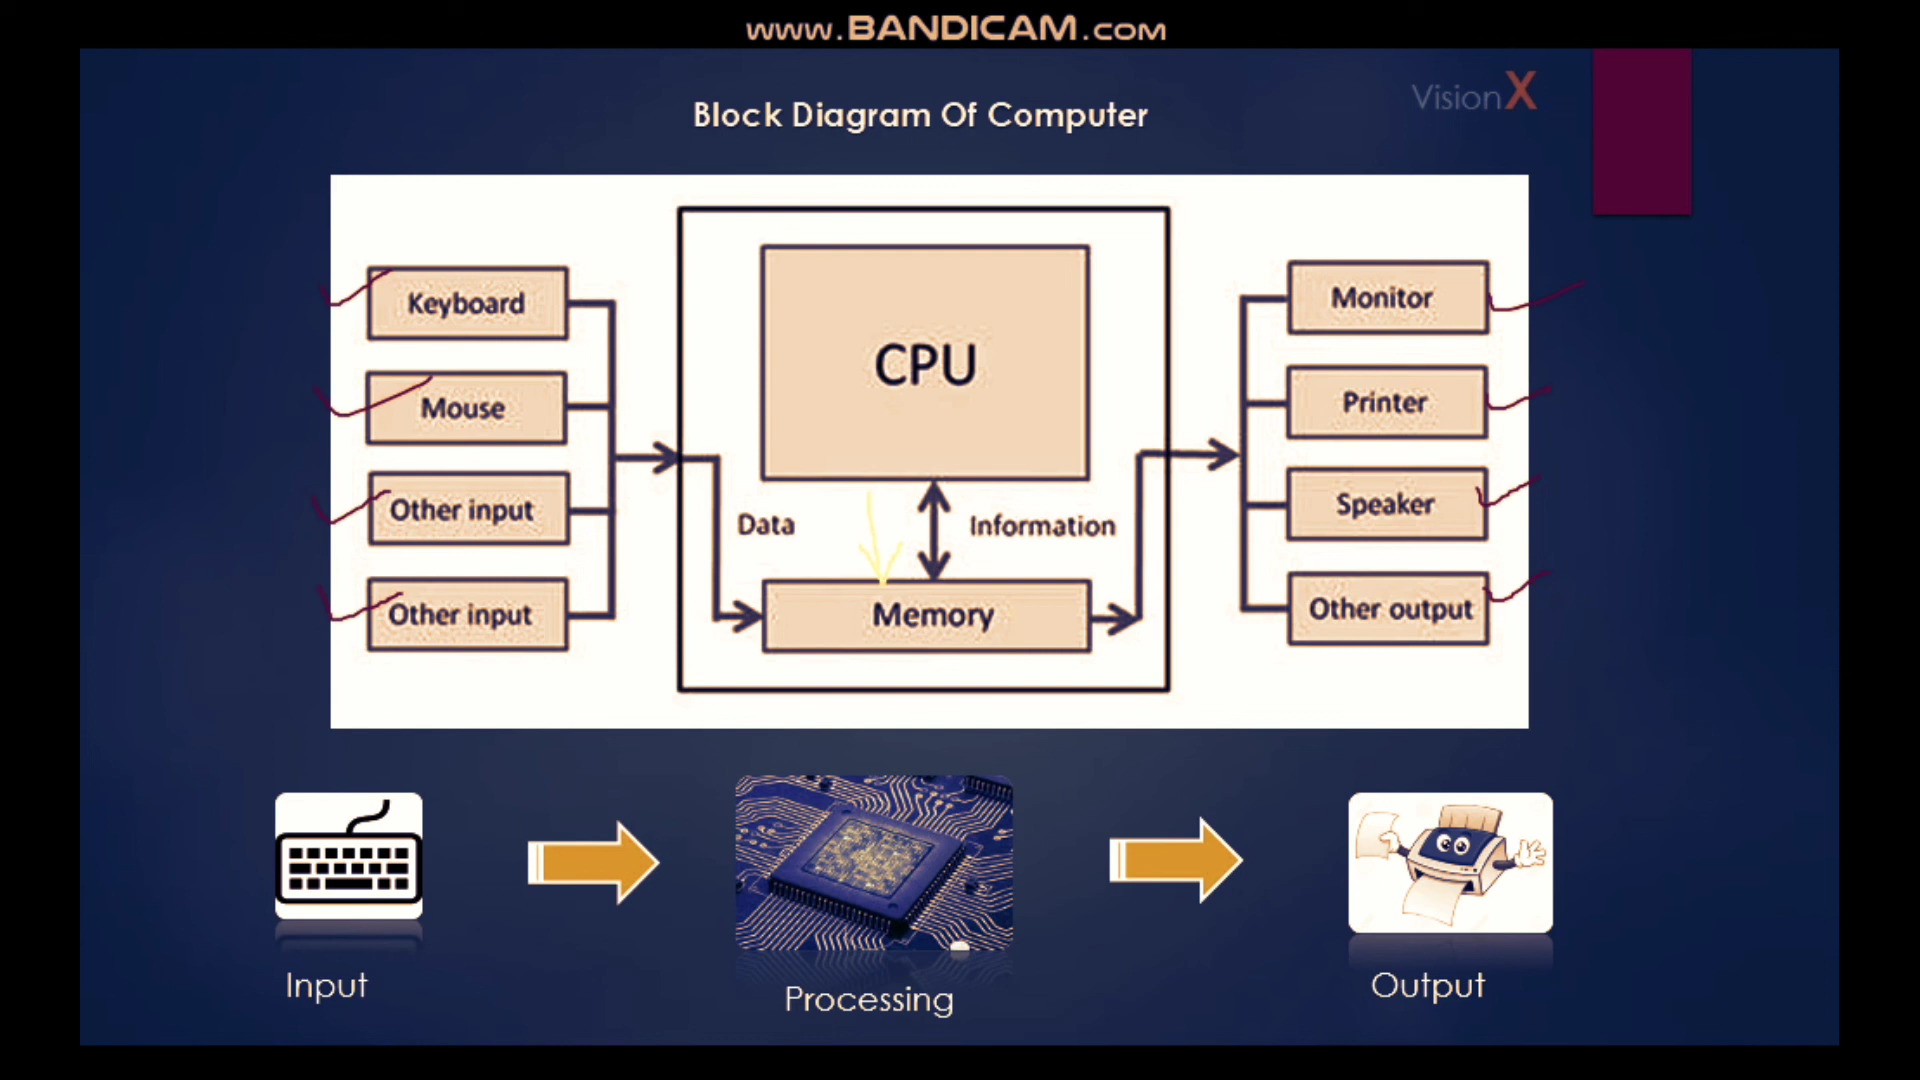 www.BANDICAM.com
VisionX
Block Diagram Of Computer
Keyboard
Mouse
Other input
Other input
CPU
Data
Information
Memory
Monitor
Printer
Speaker
Other output
Input
Processing
Output